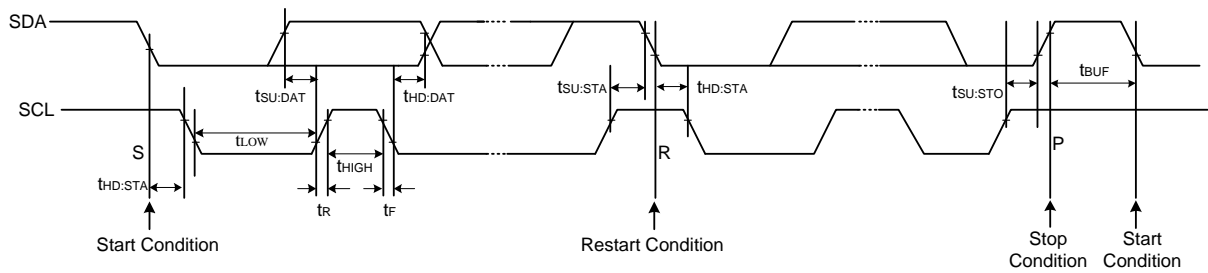 SDA
SCL
tSU:DAT
tHD:DAT
tSU:STA
tHD:STA
tSU:STO
tBUF
tLOW
tHIGH
S
R
P
tHD:STA
tR
tF
Start Condition
Restart Condition
Stop
Condition
Start
Condition